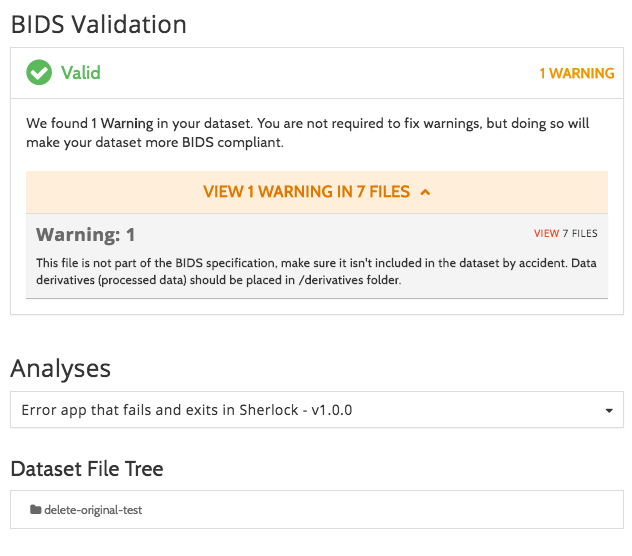 BIDS Validation
Valid
1 WARNING
We found 1 Warning in your dataset. You are not required to fix warnings, but doing so will
make your dataset more BIDS compliant.
VIEW 1 WARNING IN 7 FILES
Warning: 1
VIEW 7 FILES
This file is not part of the BIDS specification, make sure it isn't included in the dataset by accident. Data
derivatives (processed data) should be placed in /derivatives folder.
Analyses
Error app that fails and exits in Sherlock - v1.0.0
Dataset File Tree
delete-original-test